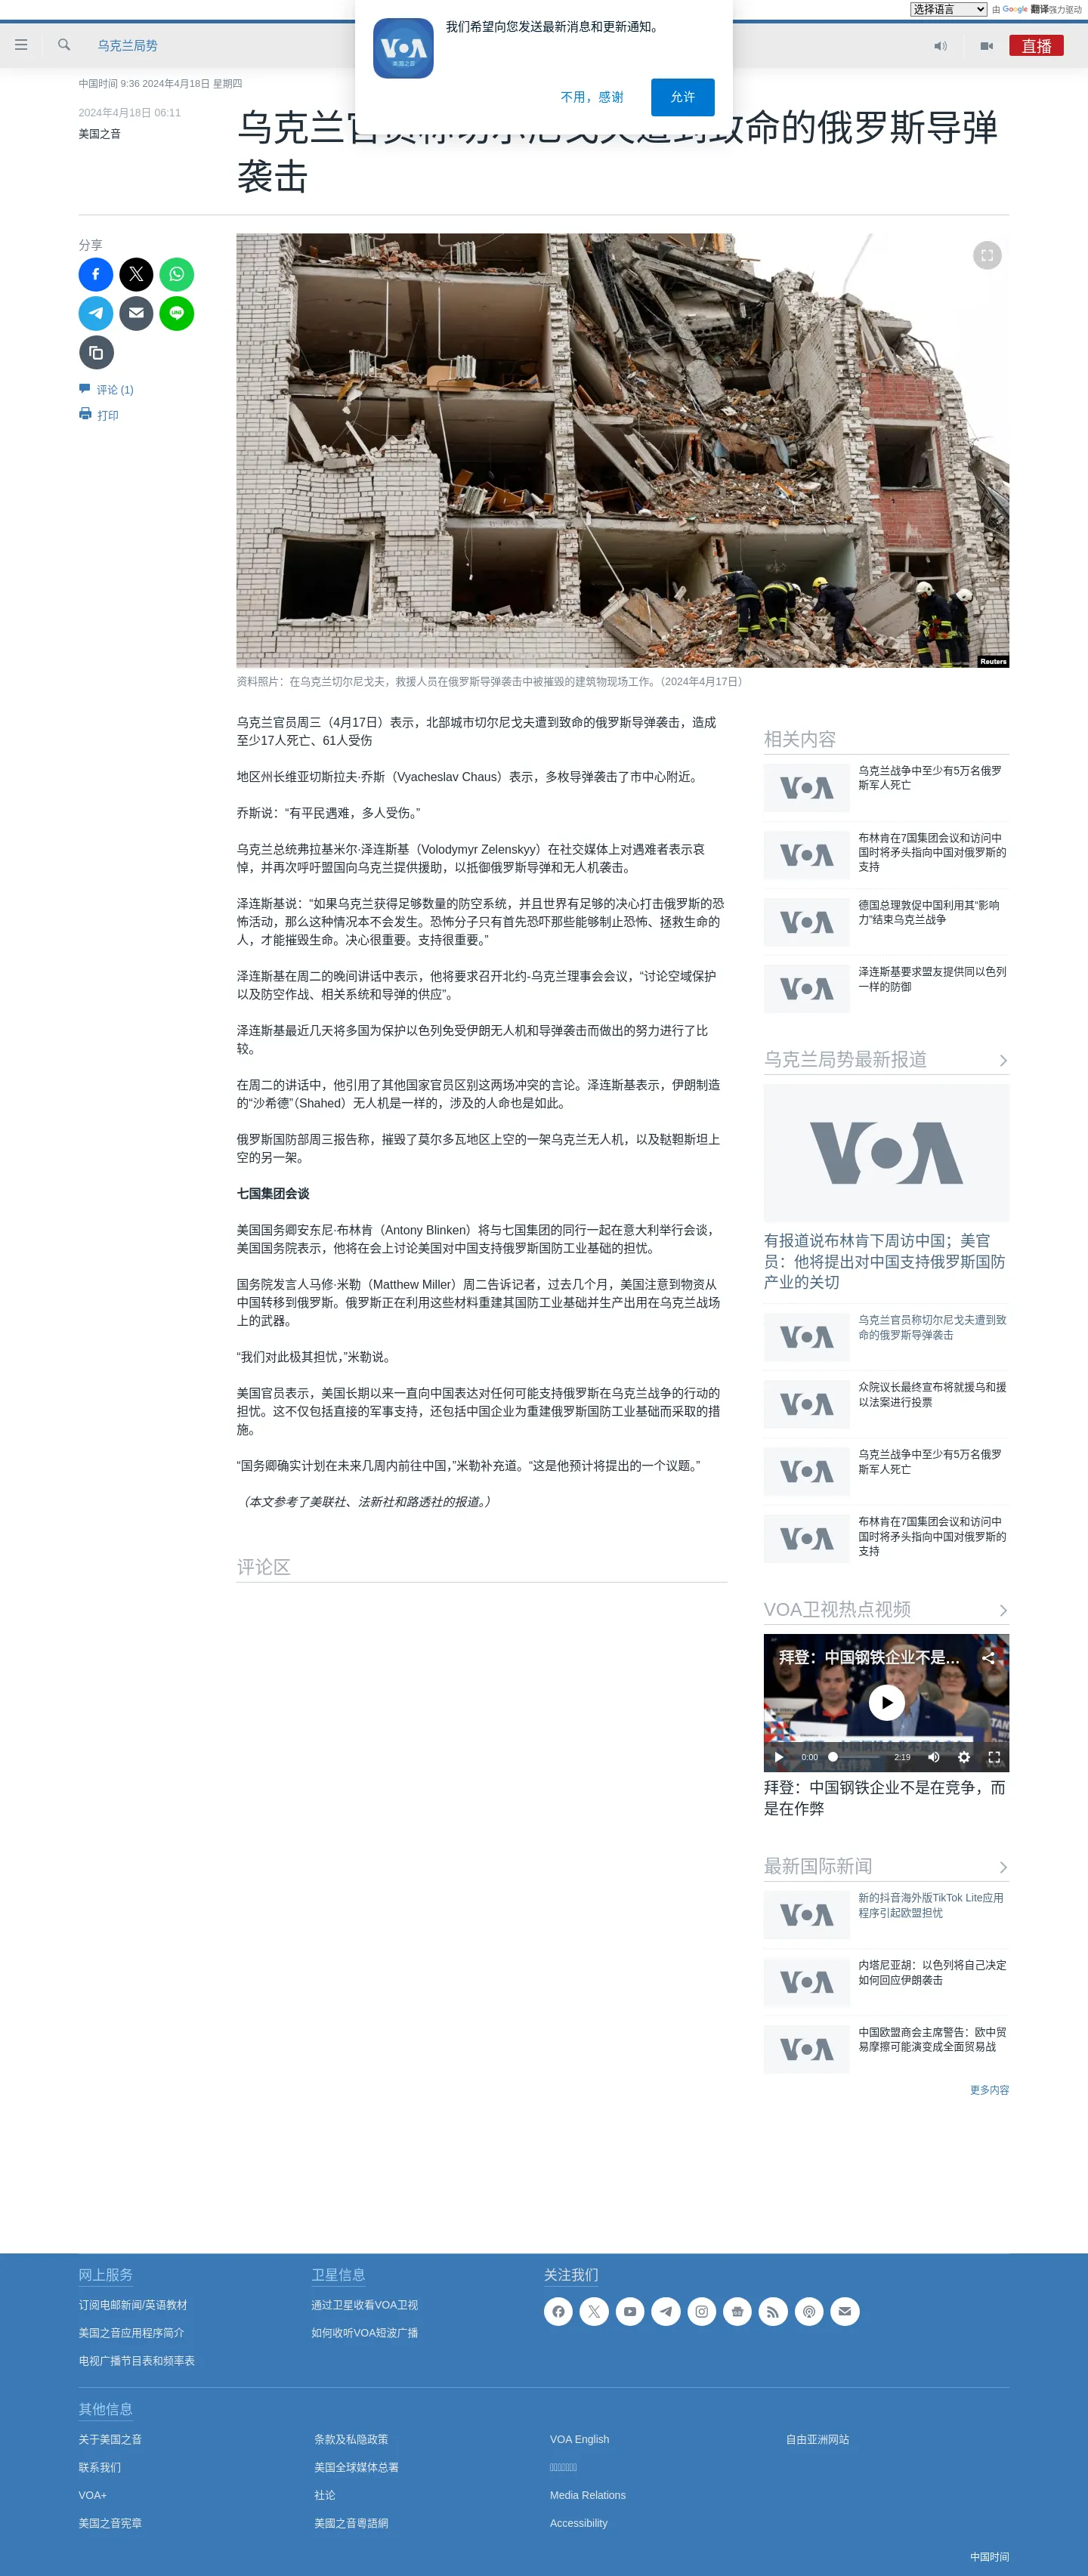 选择语言
由 Google 翻译强力驱动
VOA
美国之音
我们希望向您发送最新消息和更新通知。
不用，感谢
允许
乌克兰局势
直播
中国时间 9:36 2024年4月18日 星期四
2024年4月18日 06:11
美国之音
乌克兰官员称切尔尼戈夫遭到致命的俄罗斯导弹
袭击
分享
评论 (1)
打印
Reuters
资料照片：在乌克兰切尔尼戈夫，救援人员在俄罗斯导弹袭击中被摧毁的建筑物现场工作。（2024年4月17日）
乌克兰官员周三（4月17日）表示，北部城市切尔尼戈夫遭到致命的俄罗斯导弹袭击，造成
至少17人死亡、61人受伤
地区州长维亚切斯拉夫·乔斯（Vyacheslav Chaus）表示，多枚导弹袭击了市中心附近。
乔斯说：“有平民遇难，多人受伤。”
乌克兰总统弗拉基米尔·泽连斯基（Volodymyr Zelenskyy）在社交媒体上对遇难者表示哀
悼，并再次呼吁盟国向乌克兰提供援助，以抵御俄罗斯导弹和无人机袭击。
泽连斯基说：“如果乌克兰获得足够数量的防空系统，并且世界有足够的决心打击俄罗斯的恐
怖活动，那么这种情况本不会发生。恐怖分子只有首先恐吓那些能够制止恐怖、拯救生命的
人，才能摧毁生命。决心很重要。支持很重要。”
泽连斯基在周二的晚间讲话中表示，他将要求召开北约-乌克兰理事会会议，“讨论空域保护
以及防空作战、相关系统和导弹的供应”。
泽连斯基最近几天将多国为保护以色列免受伊朗无人机和导弹袭击而做出的努力进行了比
较。
在周二的讲话中，他引用了其他国家官员区别这两场冲突的言论。泽连斯基表示，伊朗制造
的“沙希德”（Shahed）无人机是一样的，涉及的人命也是如此。
俄罗斯国防部周三报告称，摧毁了莫尔多瓦地区上空的一架乌克兰无人机，以及鞑靼斯坦上
空的另一架。
七国集团会谈
美国国务卿安东尼·布林肯（Antony Blinken）将与七国集团的同行一起在意大利举行会谈，
美国国务院表示，他将在会上讨论美国对中国支持俄罗斯国防工业基础的担忧。
国务院发言人马修·米勒（Matthew Miller）周二告诉记者，过去几个月，美国注意到物资从
中国转移到俄罗斯。俄罗斯正在利用这些材料重建其国防工业基础并生产出用在乌克兰战场
上的武器。
“我们对此极其担忧，”米勒说。
美国官员表示，美国长期以来一直向中国表达对任何可能支持俄罗斯在乌克兰战争的行动的
担忧。这不仅包括直接的军事支持，还包括中国企业为重建俄罗斯国防工业基础而采取的措
施。
“国务卿确实计划在未来几周内前往中国，”米勒补充道。“这是他预计将提出的一个议题。”
（本文参考了美联社、法新社和路透社的报道。）
评论区
相关内容
VOA
乌克兰战争中至少有5万名俄罗
斯军人死亡
VOA
布林肯在7国集团会议和访问中
国时将矛头指向中国对俄罗斯的
支持
VOA
德国总理敦促中国利用其“影响
力”结束乌克兰战争
VOA
泽连斯基要求盟友提供同以色列
一样的防御
乌克兰局势最新报道
VOA
有报道说布林肯下周访中国；美官
员：他将提出对中国支持俄罗斯国防
产业的关切
VOA
乌克兰官员称切尔尼戈夫遭到致
命的俄罗斯导弹袭击
VOA
众院议长最终宣布将就援乌和援
以法案进行投票
VOA
乌克兰战争中至少有5万名俄罗
斯军人死亡
VOA
布林肯在7国集团会议和访问中
国时将矛头指向中国对俄罗斯的
支持
VOA卫视热点视频
拜登：中国钢铁企业不是...
0:00
2:19
拜登：中国钢铁企业不是在竞争，而
是在作弊
最新国际新闻
VOA
新的抖音海外版TikTok Lite应用
程序引起欧盟担忧
VOA
内塔尼亚胡：以色列将自己决定
如何回应伊朗袭击
VOA
中国欧盟商会主席警告：欧中贸
易摩擦可能演变成全面贸易战
更多内容
网上服务
订阅电邮新闻/英语教材
美国之音应用程序简介
电视广播节目表和频率表
卫星信息
通过卫星收看VOA卫视
如何收听VOA短波广播
关注我们
其他信息
关于美国之音
联系我们
VOA+
美国之音宪章
条款及私隐政策
美国全球媒体总署
社论
美國之音粵語網
VOA English
Media Relations
Accessibility
自由亚洲网站
中国时间